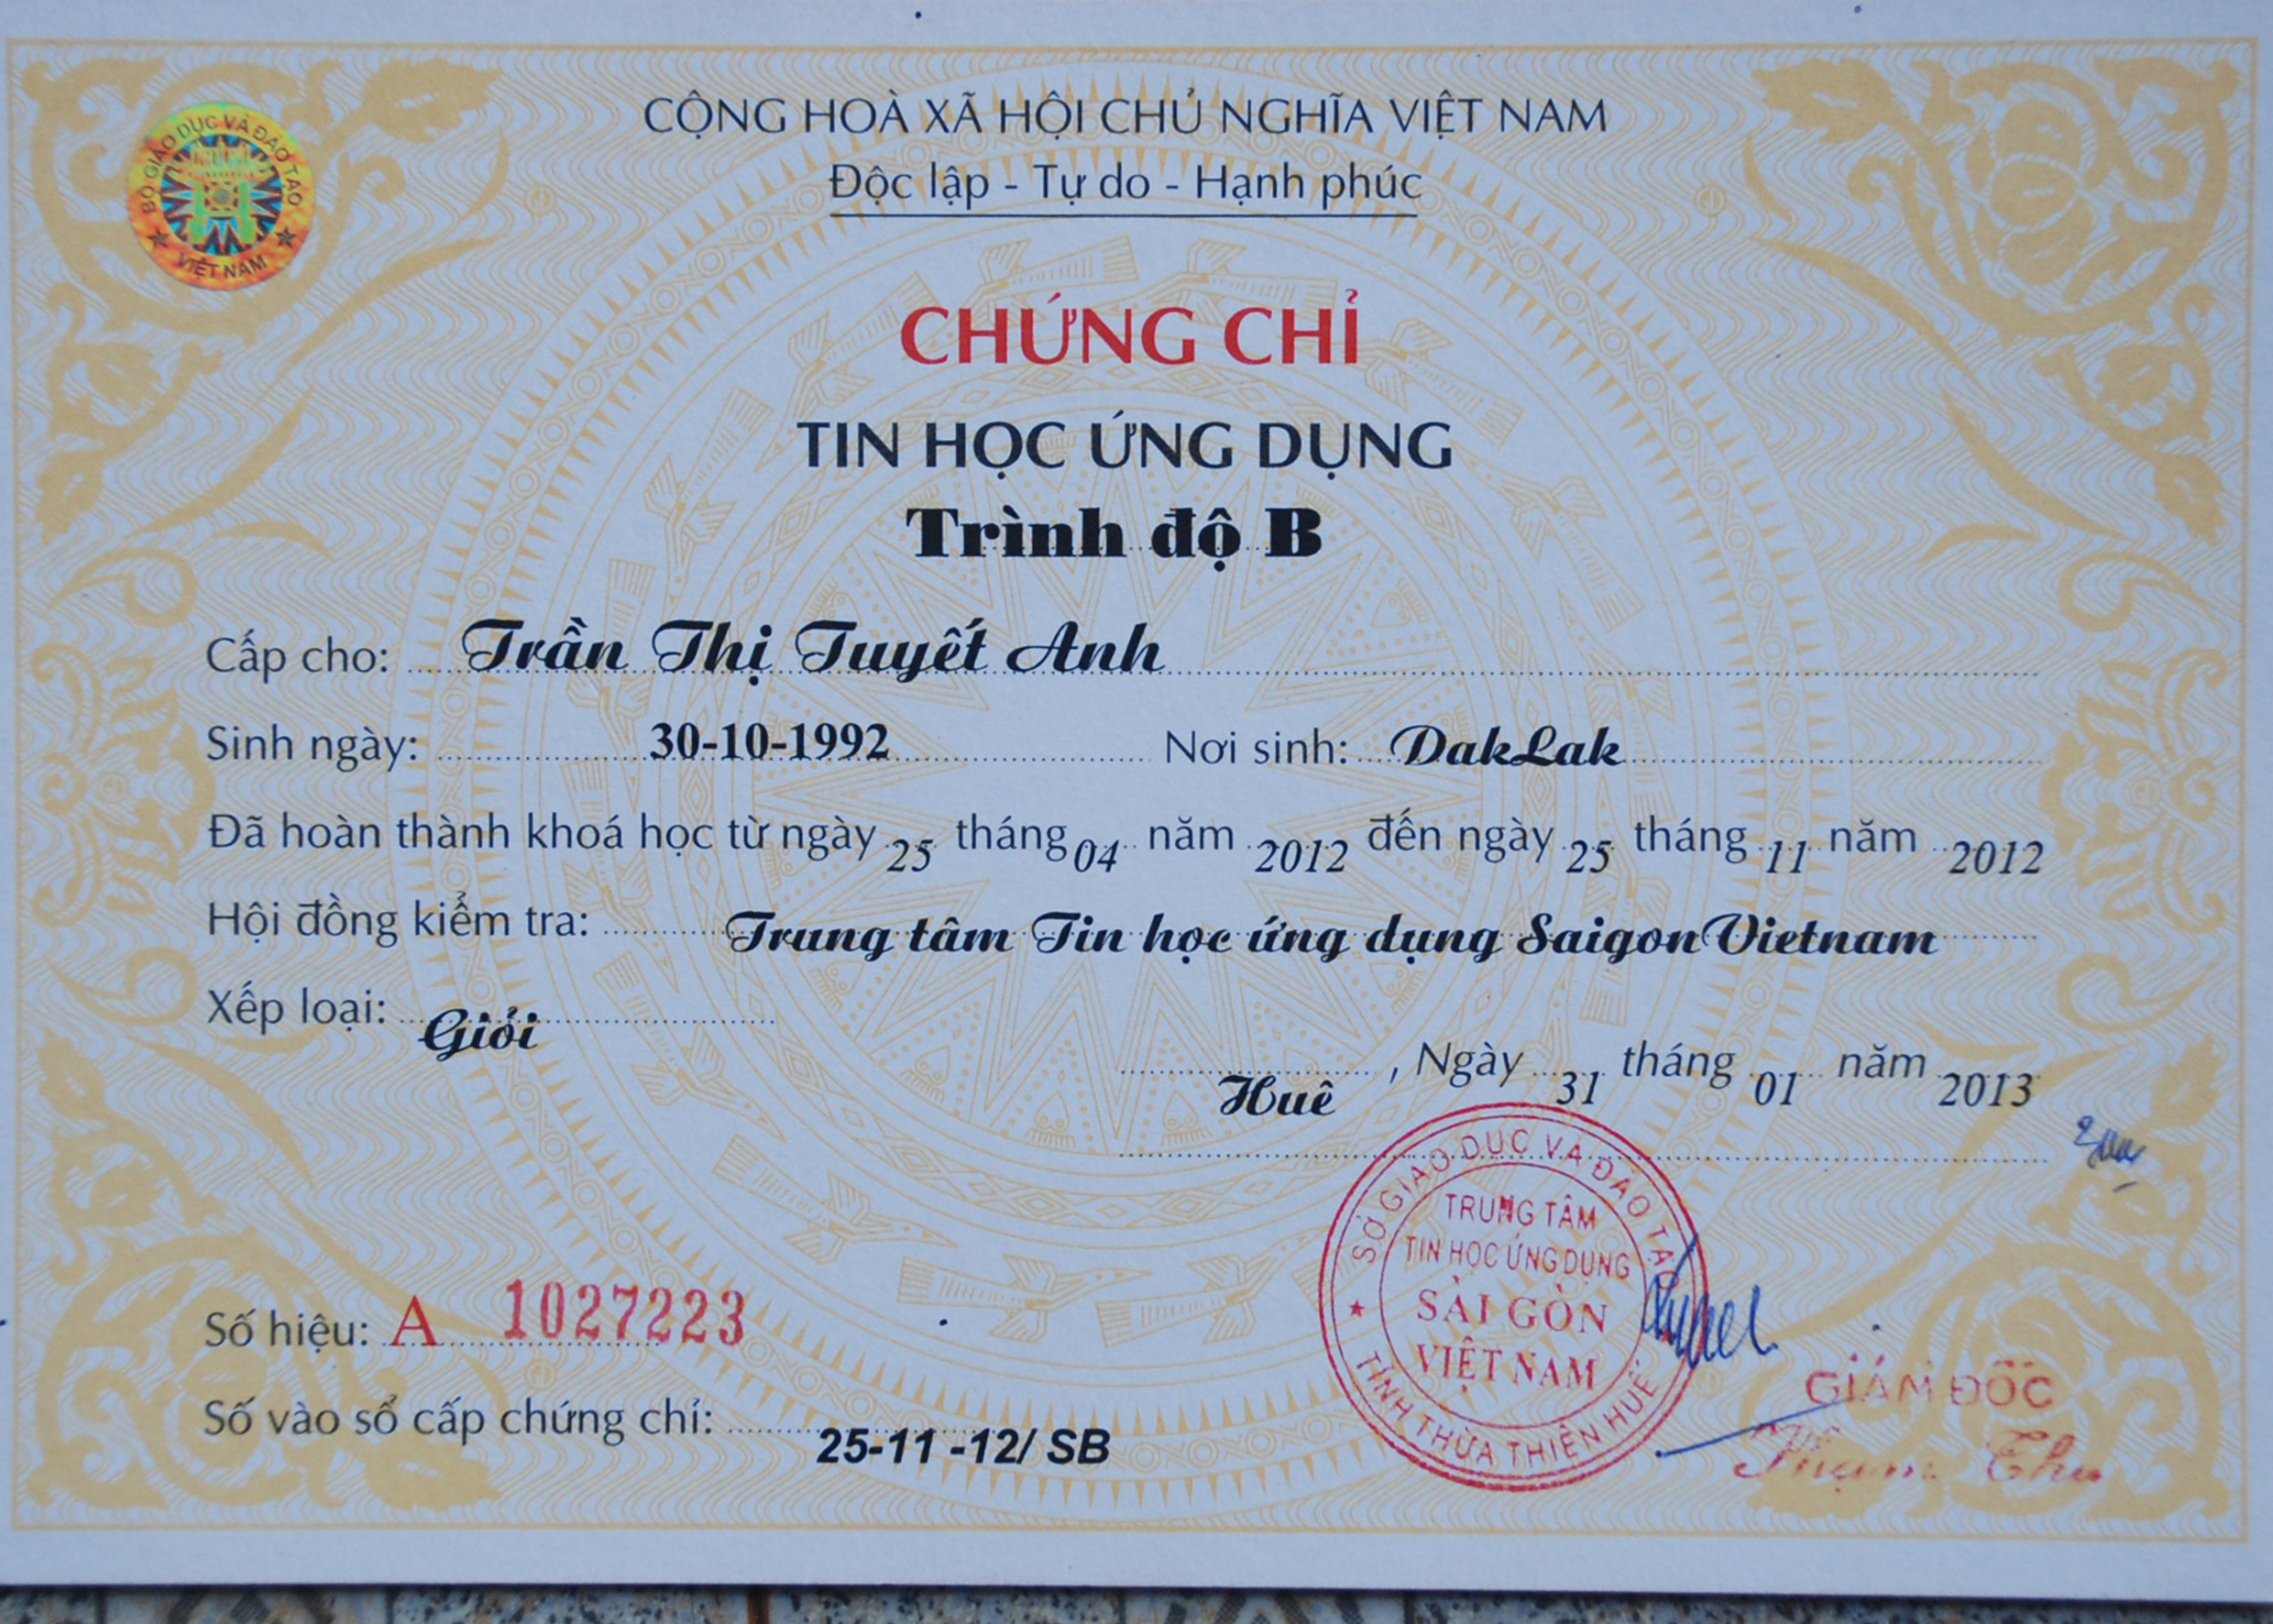 BỘ GIÁO DỤC VÀ ĐÀO TẠO
VIỆT NAM
CỘNG HOÀ XÃ HỘI CHỦ NGHĨA VIỆT NAM
Độc lập - Tự do - Hạnh phúc
CHỨNG CHỈ
TIN HỌC ỨNG DỤNG
Trình độ B
Cấp cho: Trần Thị Tuyết Anh
Sinh ngày: 30-10-1992 Nơi sinh: DakLak
Đã hoàn thành khoá học từ ngày 25 tháng 04 năm 2012 đến ngày 25 tháng 11 năm 2012
Hội đồng kiểm tra: Trung tâm Tin học ứng dụng SaigonVietnam
Xếp loại: Giỏi
Huê , Ngày 31 tháng 01 năm 2013
SỞ GIÁO DỤC VÀ ĐÀO TẠO
TRUNG TÂM
TIN HỌC ỨNG DỤNG
SÀI GÒN
VIỆT NAM
TỈNH THỪA THIÊN HUẾ
Số hiệu: A 1027223
GIÁM ĐỐC
Số vào sổ cấp chứng chỉ: 25-11 -12/ SB
Phạm Thu